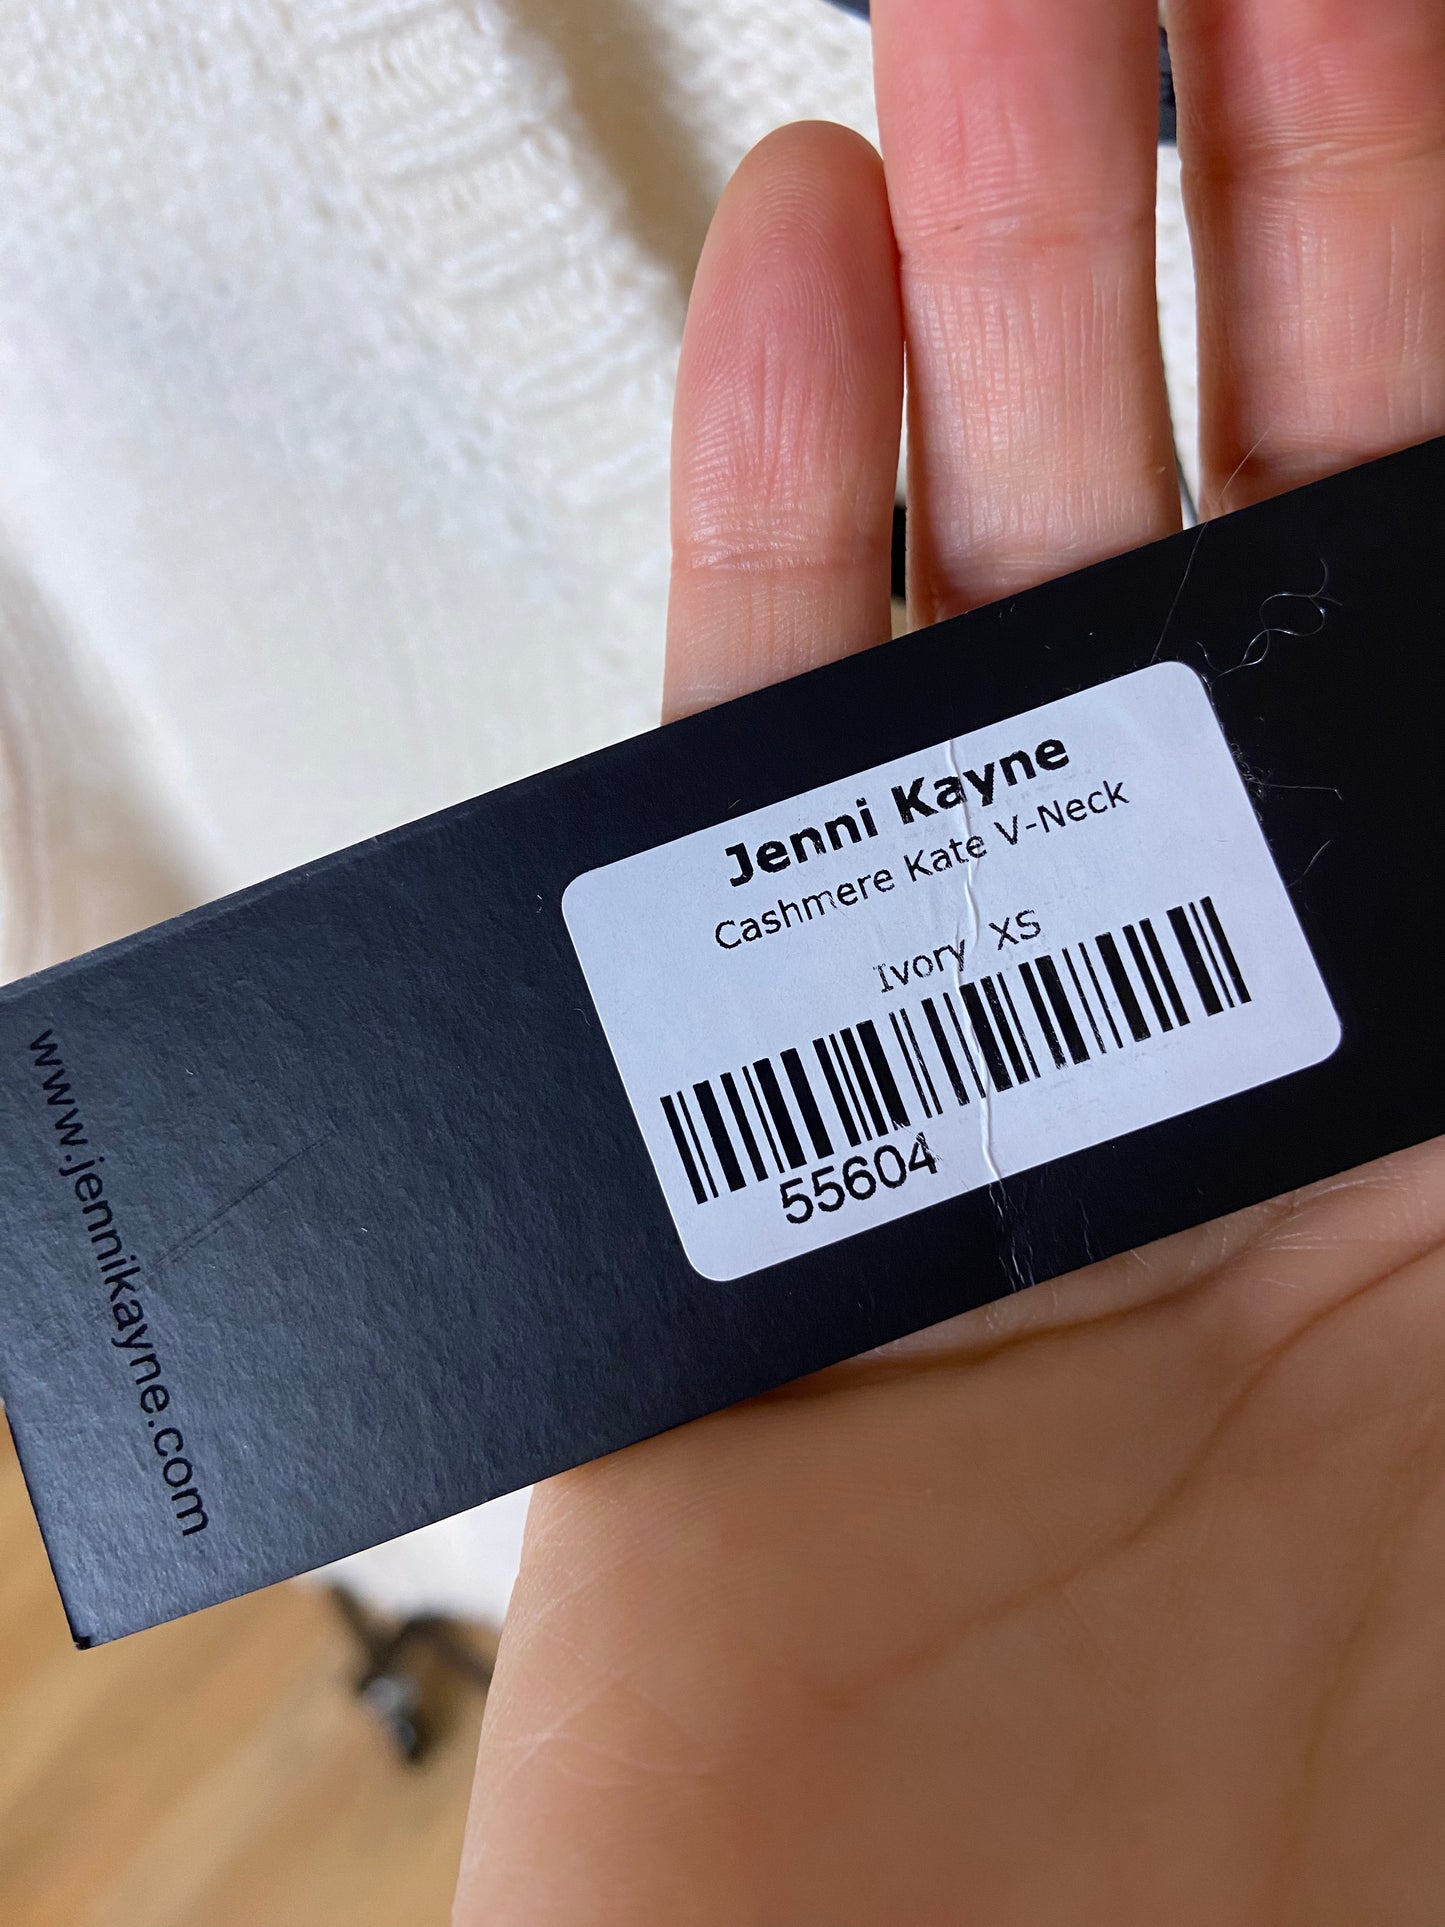 Jenni Kayne
Cashmere Kate V-Neck
Ivory XS
55604
www.jennikayne.com